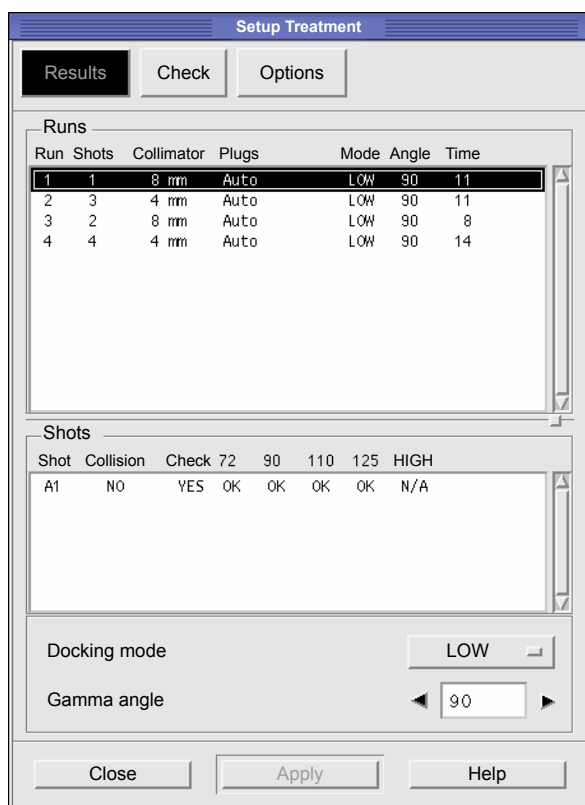 Setup Treatment
Results Check Options
Runs
Run Shots Collimator Plugs Mode Angle Time
1 1 8 mm Auto LOW 90 11
2 3 4 mm Auto LOW 90 11
3 2 8 mm Auto LOW 90 8
4 4 4 mm Auto LOW 90 14
Shots
Shot Collision Check 72 90 110 125 HIGH
A1 NO YES OK OK OK OK N/A
Docking mode LOW
Gamma angle 90
Close Apply Help